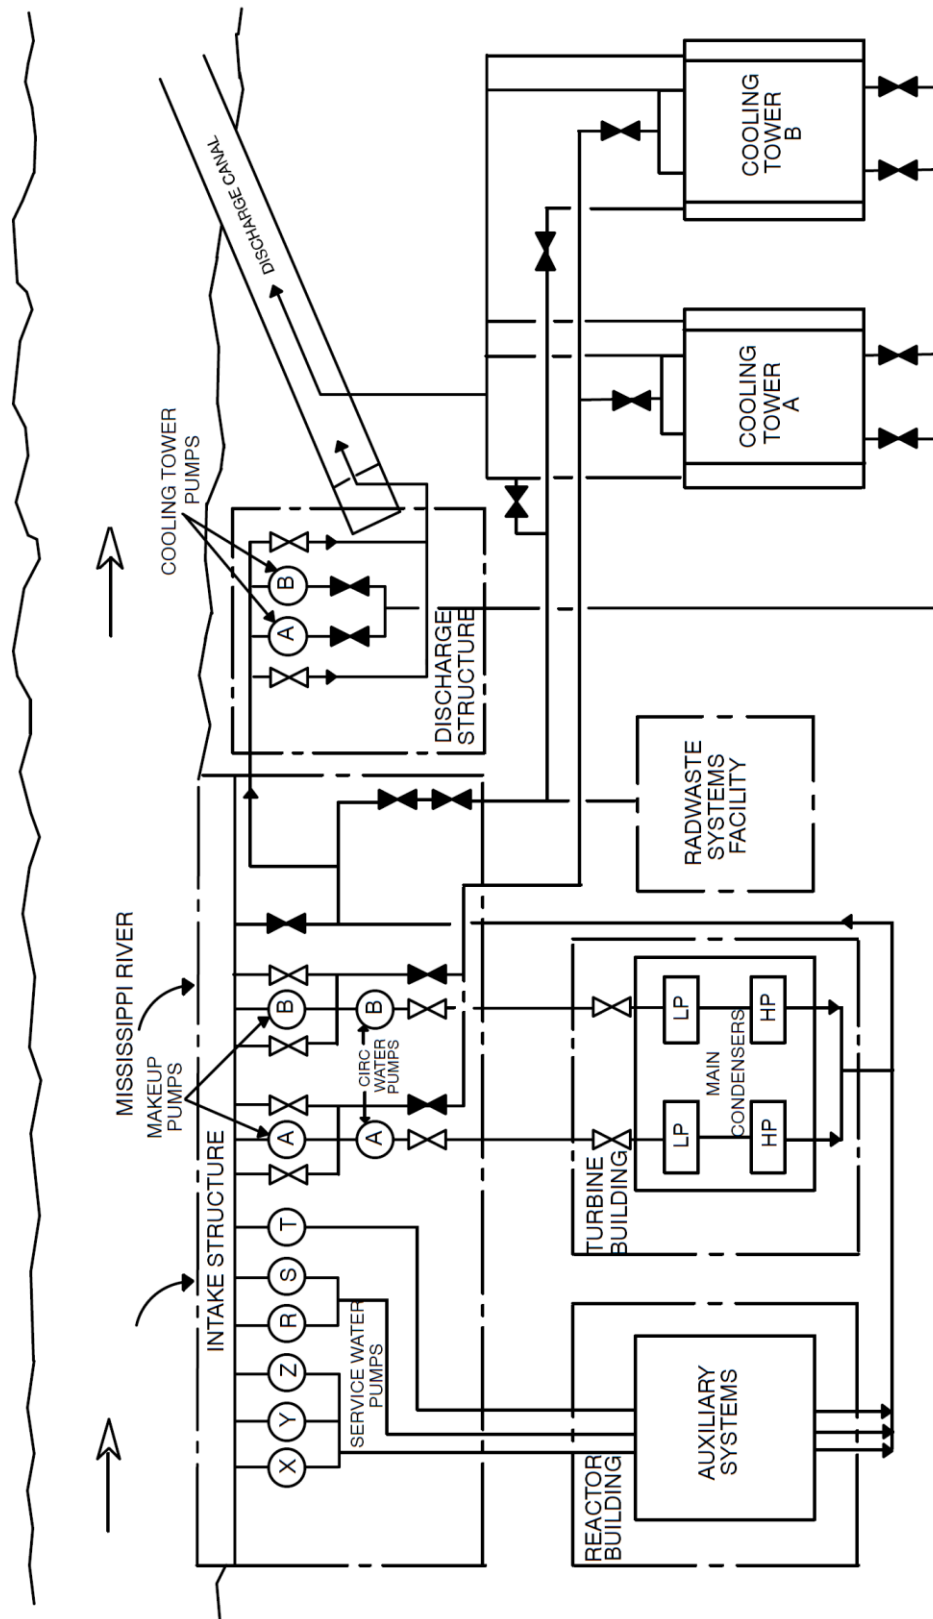 MISSISSIPPI RIVER
MAKEUP
PUMPS
INTAKE STRUCTURE
X
Y
Z
R
S
T
A
B
A
B
CIRC
WATER
PUMPS
SERVICE WATER
PUMPS
COOLING TOWER
PUMPS
A
B
DISCHARGE CANAL
DISCHARGE
STRUCTURE
REACTOR
BUILDING
AUXILIARY
SYSTEMS
TURBINE
BUILDING
LP
LP
MAIN
CONDENSERS
HP
HP
RADWASTE
SYSTEMS
FACILITY
COOLING
TOWER
A
COOLING
TOWER
B